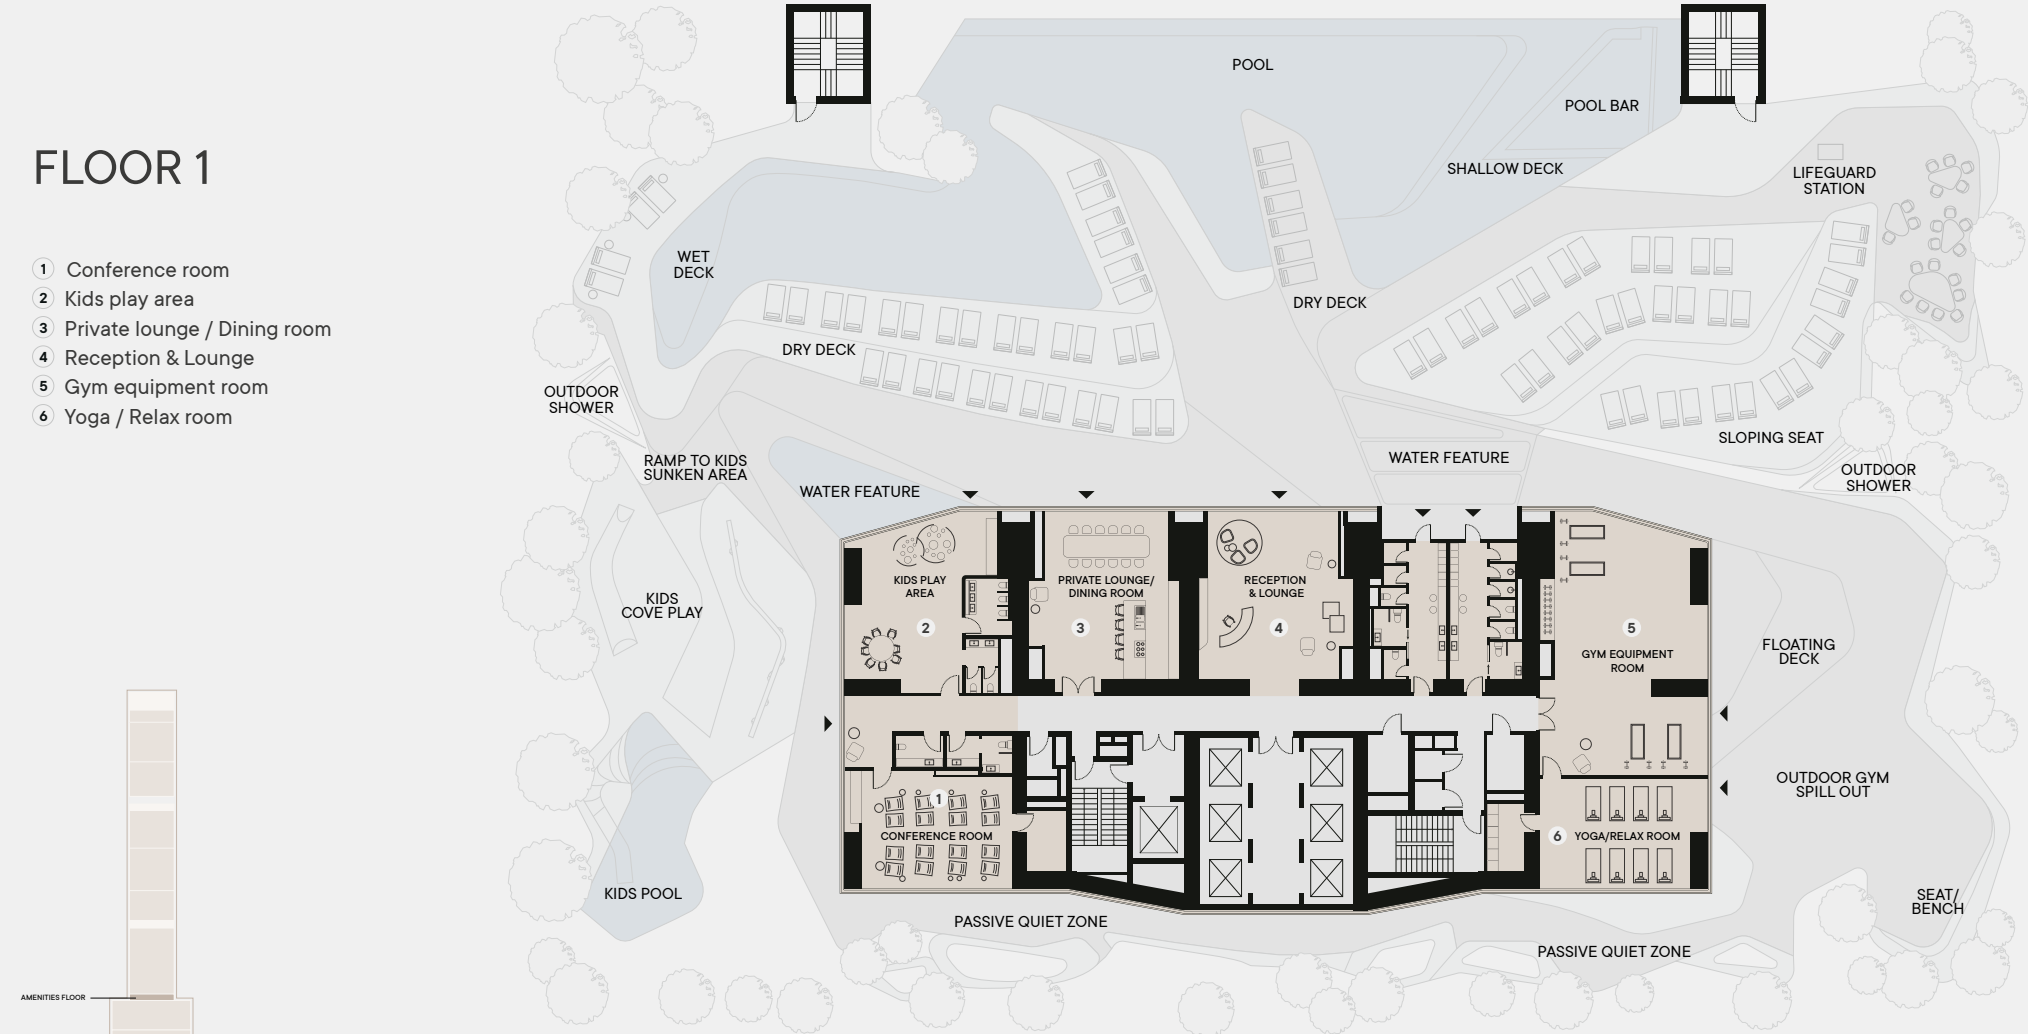 FLOOR 1
1 Conference room
2 Kids play area
3 Private lounge / Dining room
4 Reception & Lounge
5 Gym equipment room
6 Yoga / Relax room
AMENITIES FLOOR
POOL
POOL BAR
SHALLOW DECK
LIFEGUARD
STATION
WET
DECK
DRY DECK
DRY DECK
OUTDOOR
SHOWER
SLOPING SEAT
RAMP TO KIDS
SUNKEN AREA
WATER FEATURE
WATER FEATURE
OUTDOOR
SHOWER
KIDS
COVE PLAY
KIDS PLAY
AREA
2
PRIVATE LOUNGE/
DINING ROOM
3
RECEPTION
& LOUNGE
4
5
GYM EQUIPMENT
ROOM
FLOATING
DECK
OUTDOOR GYM
SPILL OUT
1
CONFERENCE ROOM
6 YOGA/RELAX ROOM
KIDS POOL
SEAT/
BENCH
PASSIVE QUIET ZONE
PASSIVE QUIET ZONE